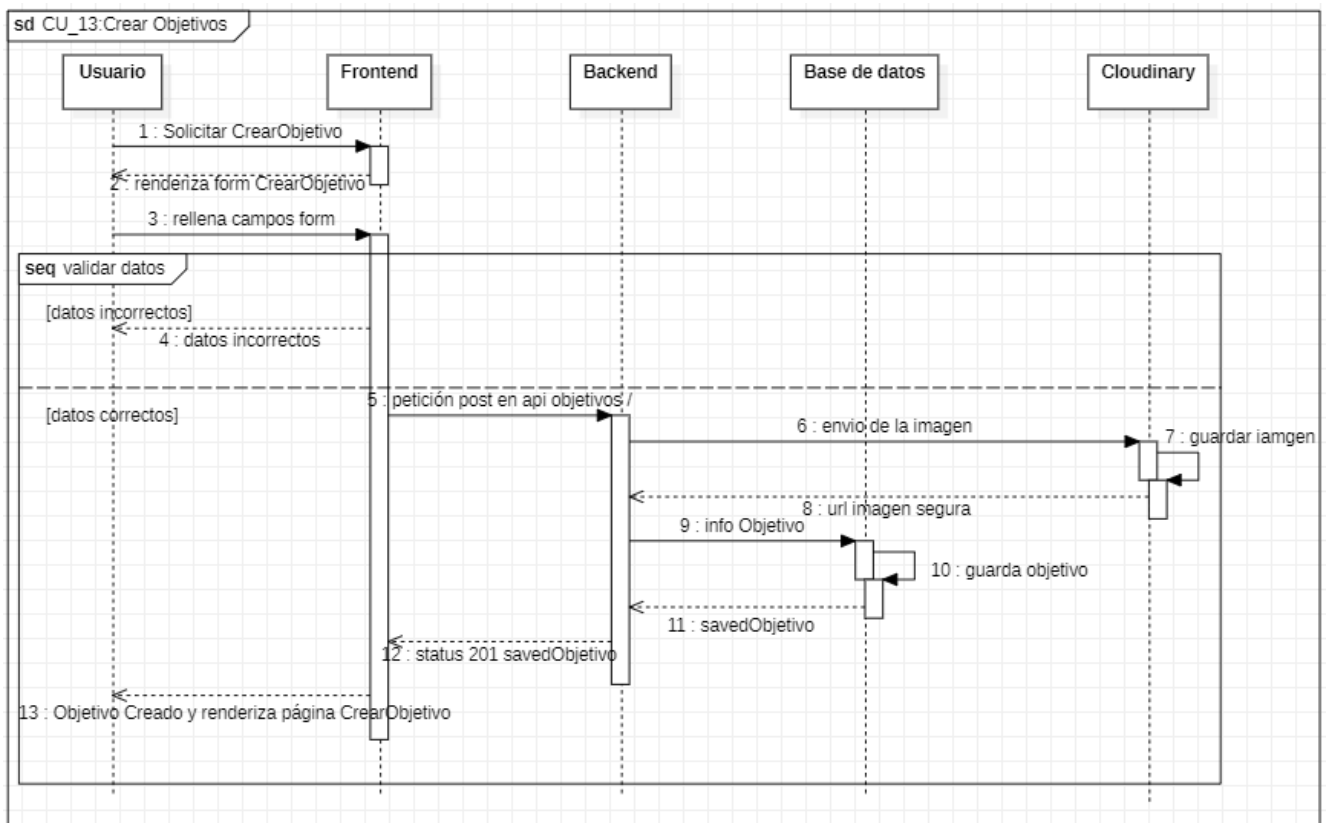 sd CU_13:Crear Objetivos
Usuario
Frontend
Backend
Base de datos
Cloudinary
1 : Solicitar CrearObjetivo
2 : renderiza form CrearObjetivo
3 : rellena campos form
seq validar datos
[datos incorrectos]
4 : datos incorrectos
[datos correctos]
5 : petición post en api objetivos /
6 : envio de la imagen
7 : guardar iamgen
8 : url imagen segura
9 : info Objetivo
10 : guarda objetivo
11 : savedObjetivo
12 : status 201 savedObjetivo
13 : Objetivo Creado y renderiza página CrearObjetivo